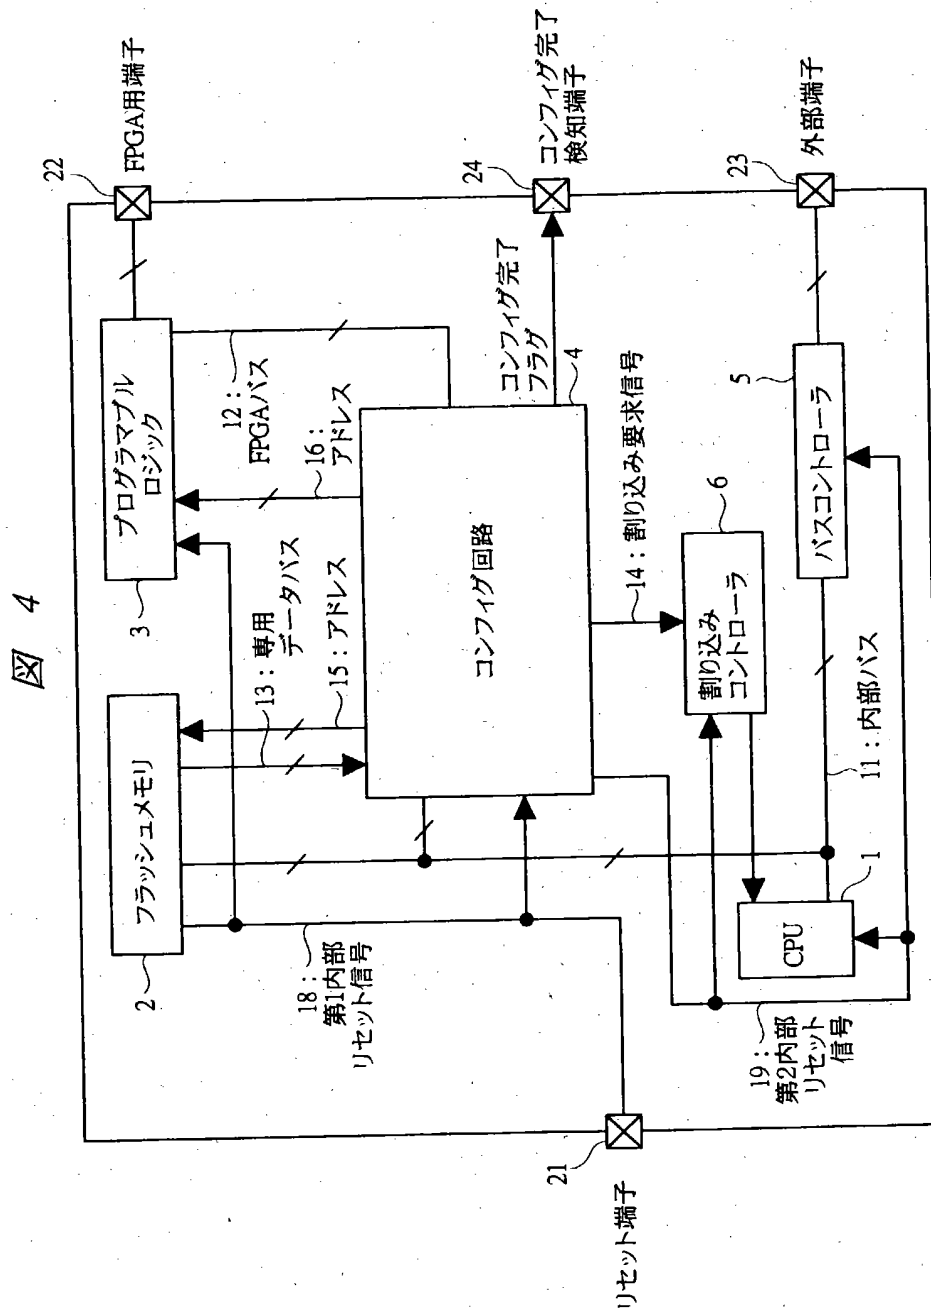 図 4
22
FPGA用端子
24
コンフィグ完了
検知端子
23
外部端子
プログラマブル
ロジック
3
12：
FPGAバス
16：
アドレス
コンフィグ完了
フラグ
4
5
バスコントローラ
フラッシュメモリ
2
13：専用
データバス
15：アドレス
コンフィグ回路
14：割り込み要求信号
6
割り込み
コントローラ
11：内部バス
18：
第1内部
リセット信号
CPU
1
19：
第2内部
リセット
信号
21
リセット端子